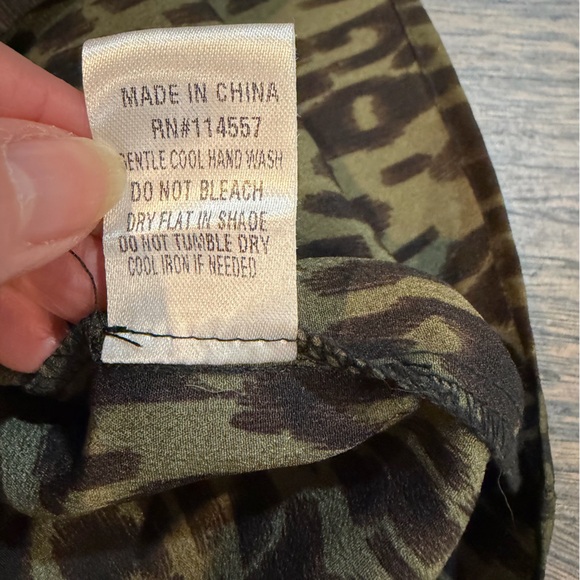 MADE IN CHINA
RN#114557
GENTLE COOL HAND WASH
DO NOT BLEACH
DRY FLAT IN SHADE
DO NOT TUMBLE DRY
COOL IRON IF NEEDED